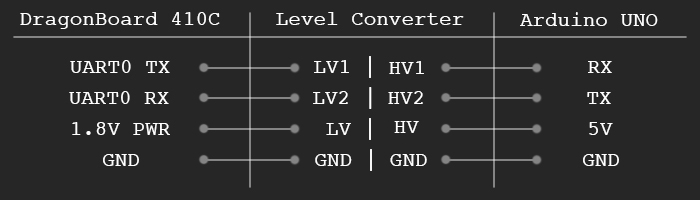 DragonBoard 410C Level Converter Arduino UNO
UART0 TX LV1 | HV1 RX
UART0 RX LV2 | HV2 TX
1.8V PWR LV | HV 5V
GND GND | GND GND